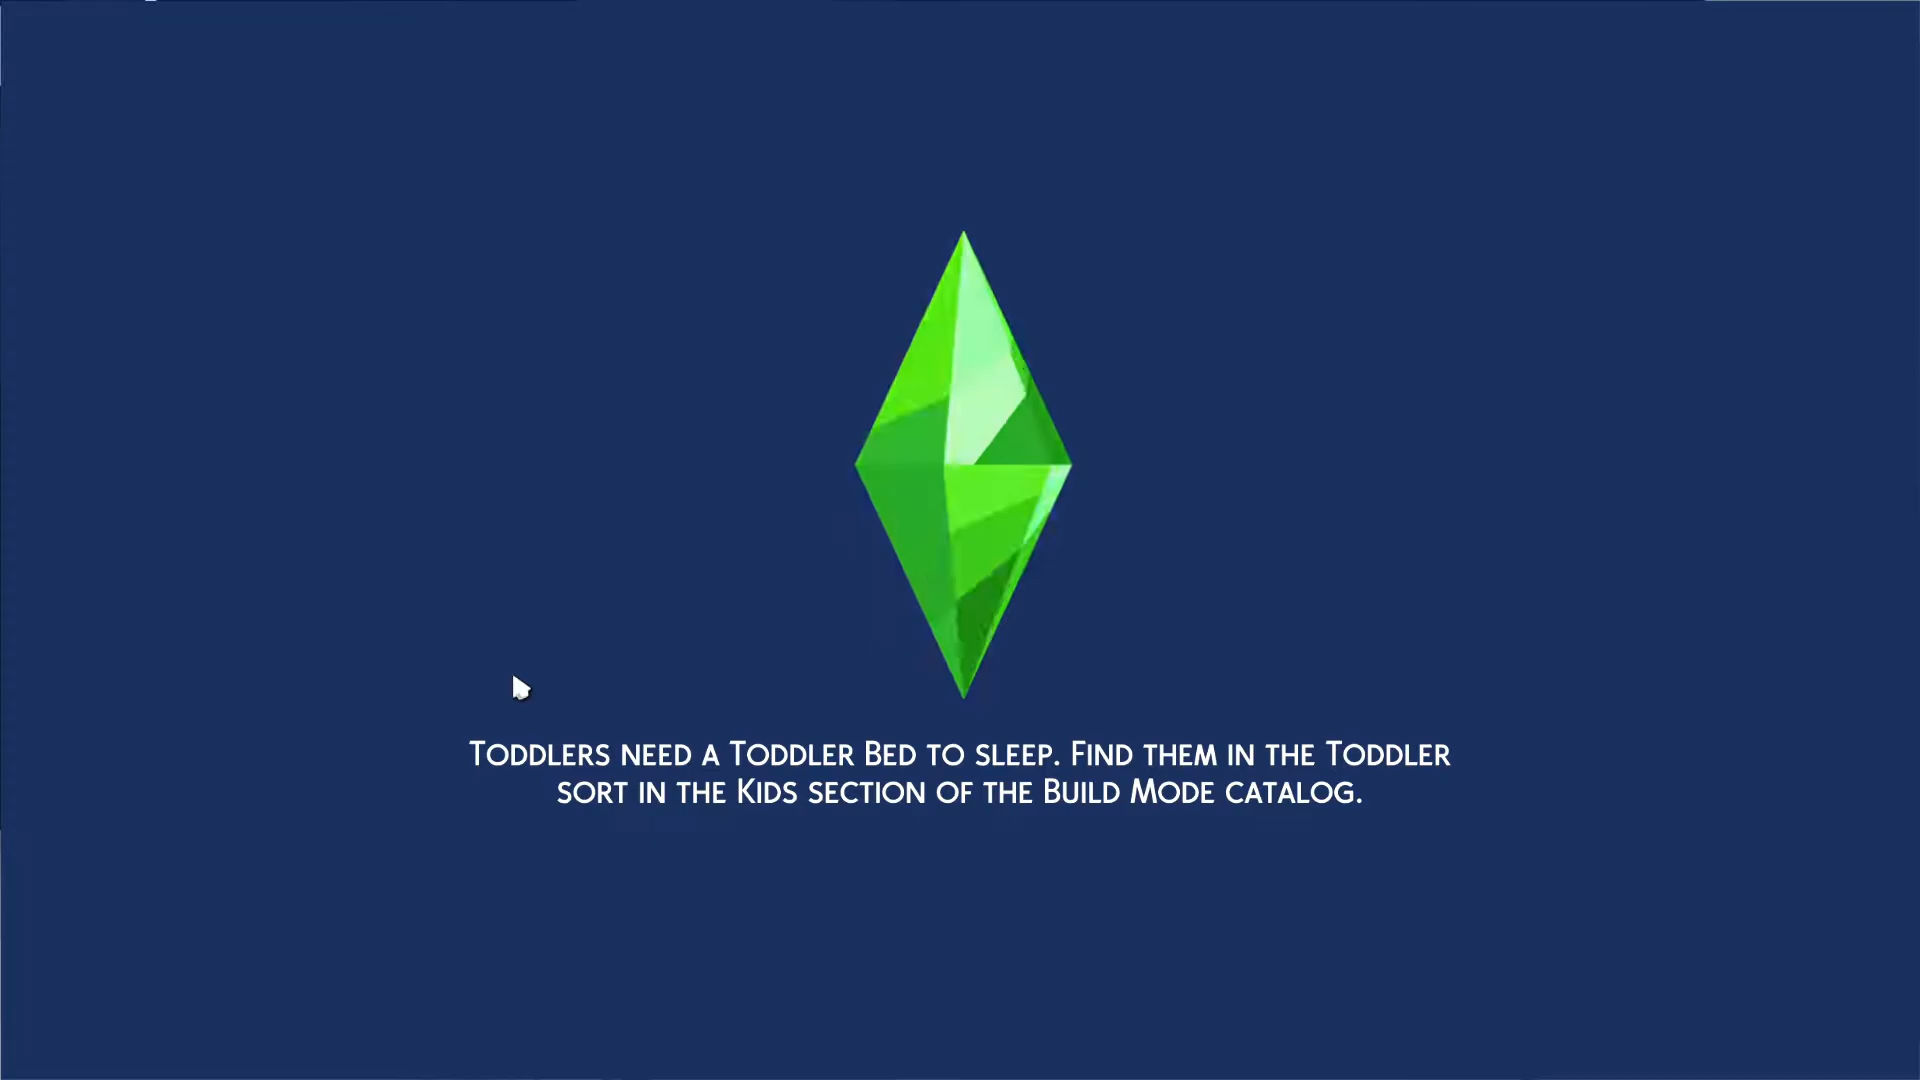 Toddlers need a Toddler Bed to sleep. Find them in the Toddler
sort in the Kids section of the Build Mode catalog.